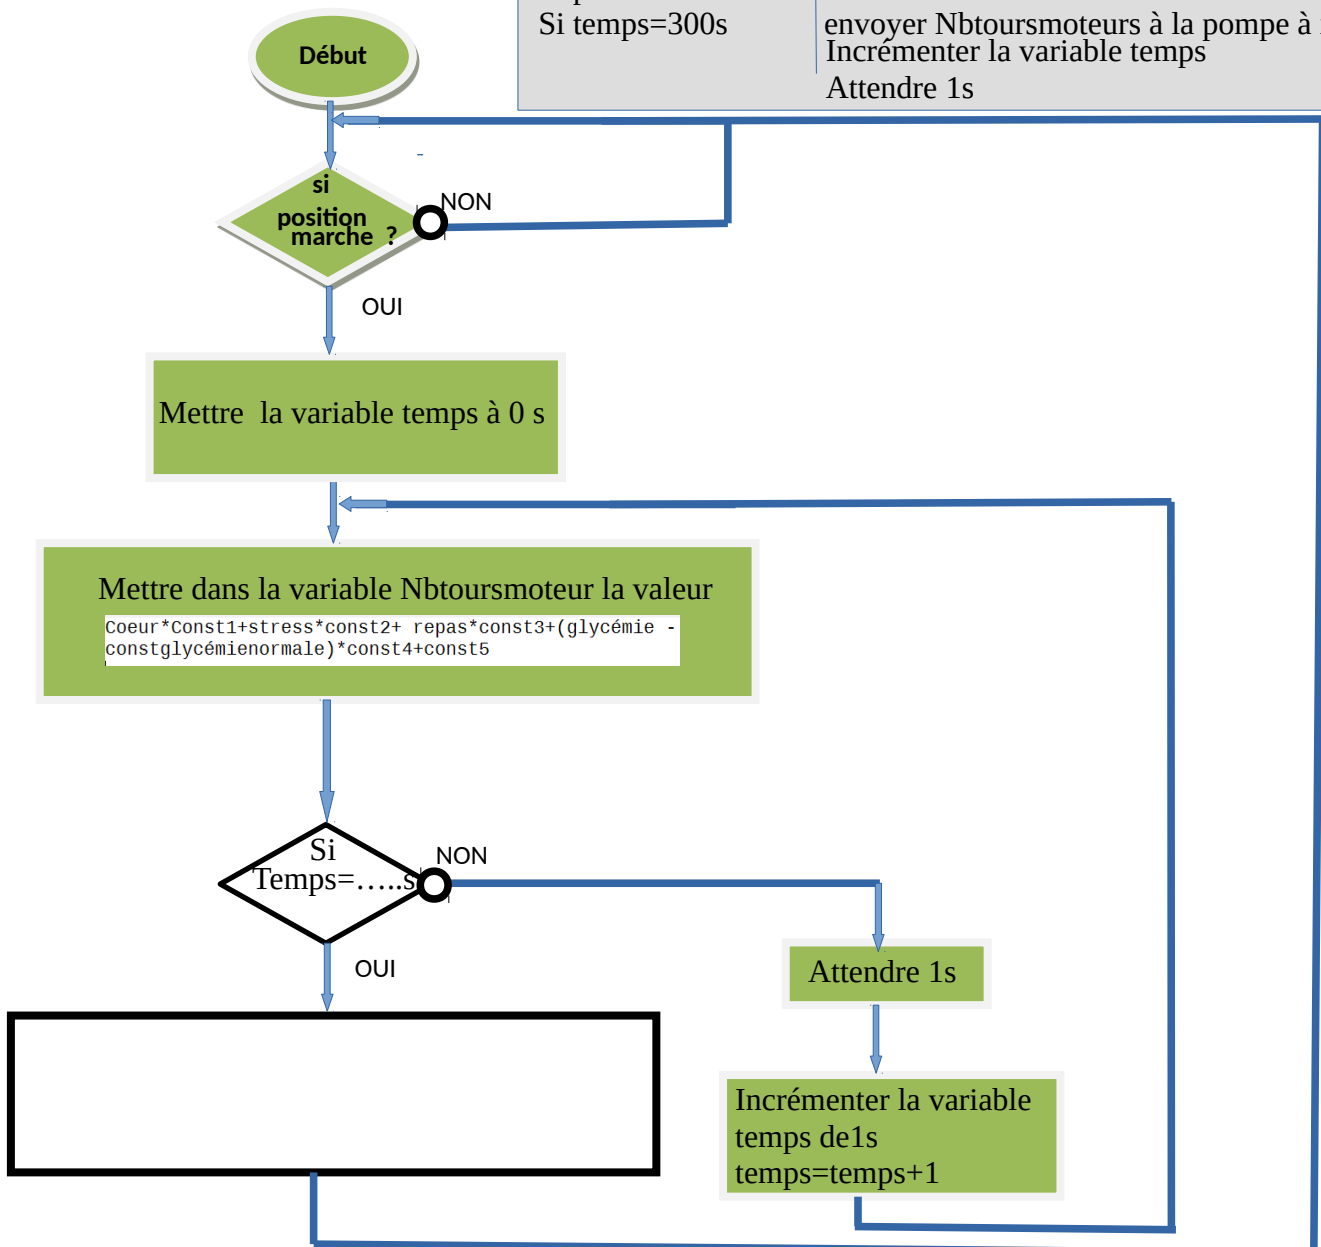 Si temps=300s
envoyer Nbtoursmoteurs à la pompe à
Incrémenter la variable temps
Attendre 1s
Début
si
position
marche ?
NON
OUI
Mettre la variable temps à 0 s
Mettre dans la variable Nbtoursmoteur la valeur
Coeur*Const1+stress*const2+ repas*const3+(glycémie -
constglycémienormale)*const4+const5
Si
Temps=…..s
NON
OUI
Attendre 1s
Incrémenter la variable
temps de1s
temps=temps+1